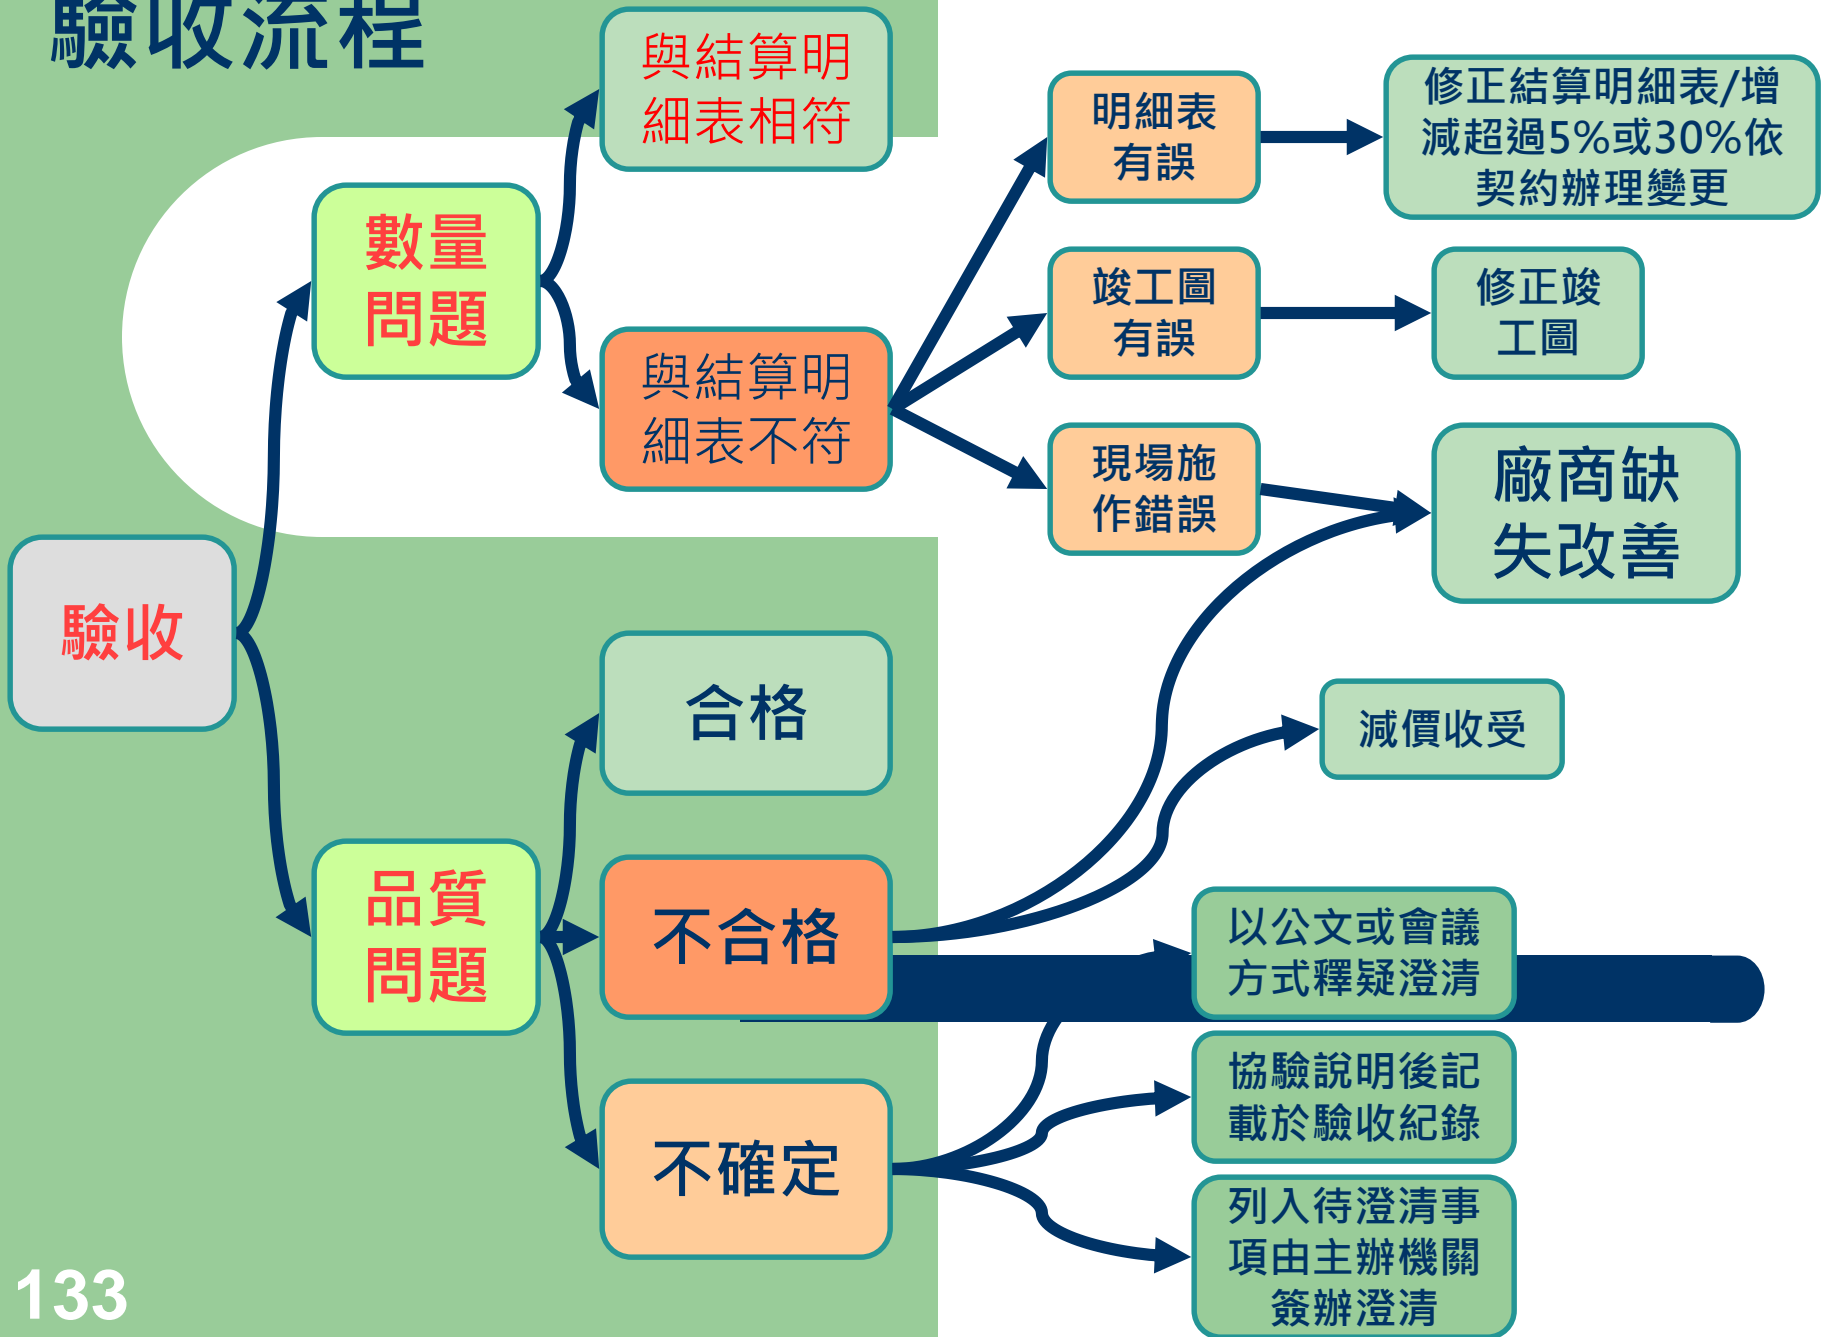 驗收流程
與結算明
細表相符
明細表
有誤
修正結算明細表/增
減超過5%或30%依
契約辦理變更
數量
問題
竣工圖
有誤
修正竣
工圖
與結算明
細表不符
現場施
作錯誤
廠商缺
失改善
驗收
合格
減價收受
品質
問題
不合格
以公文或會議
方式釋疑澄清
協驗說明後記
載於驗收紀錄
不確定
列入待澄清事
項由主辦機關
簽辦澄清
133